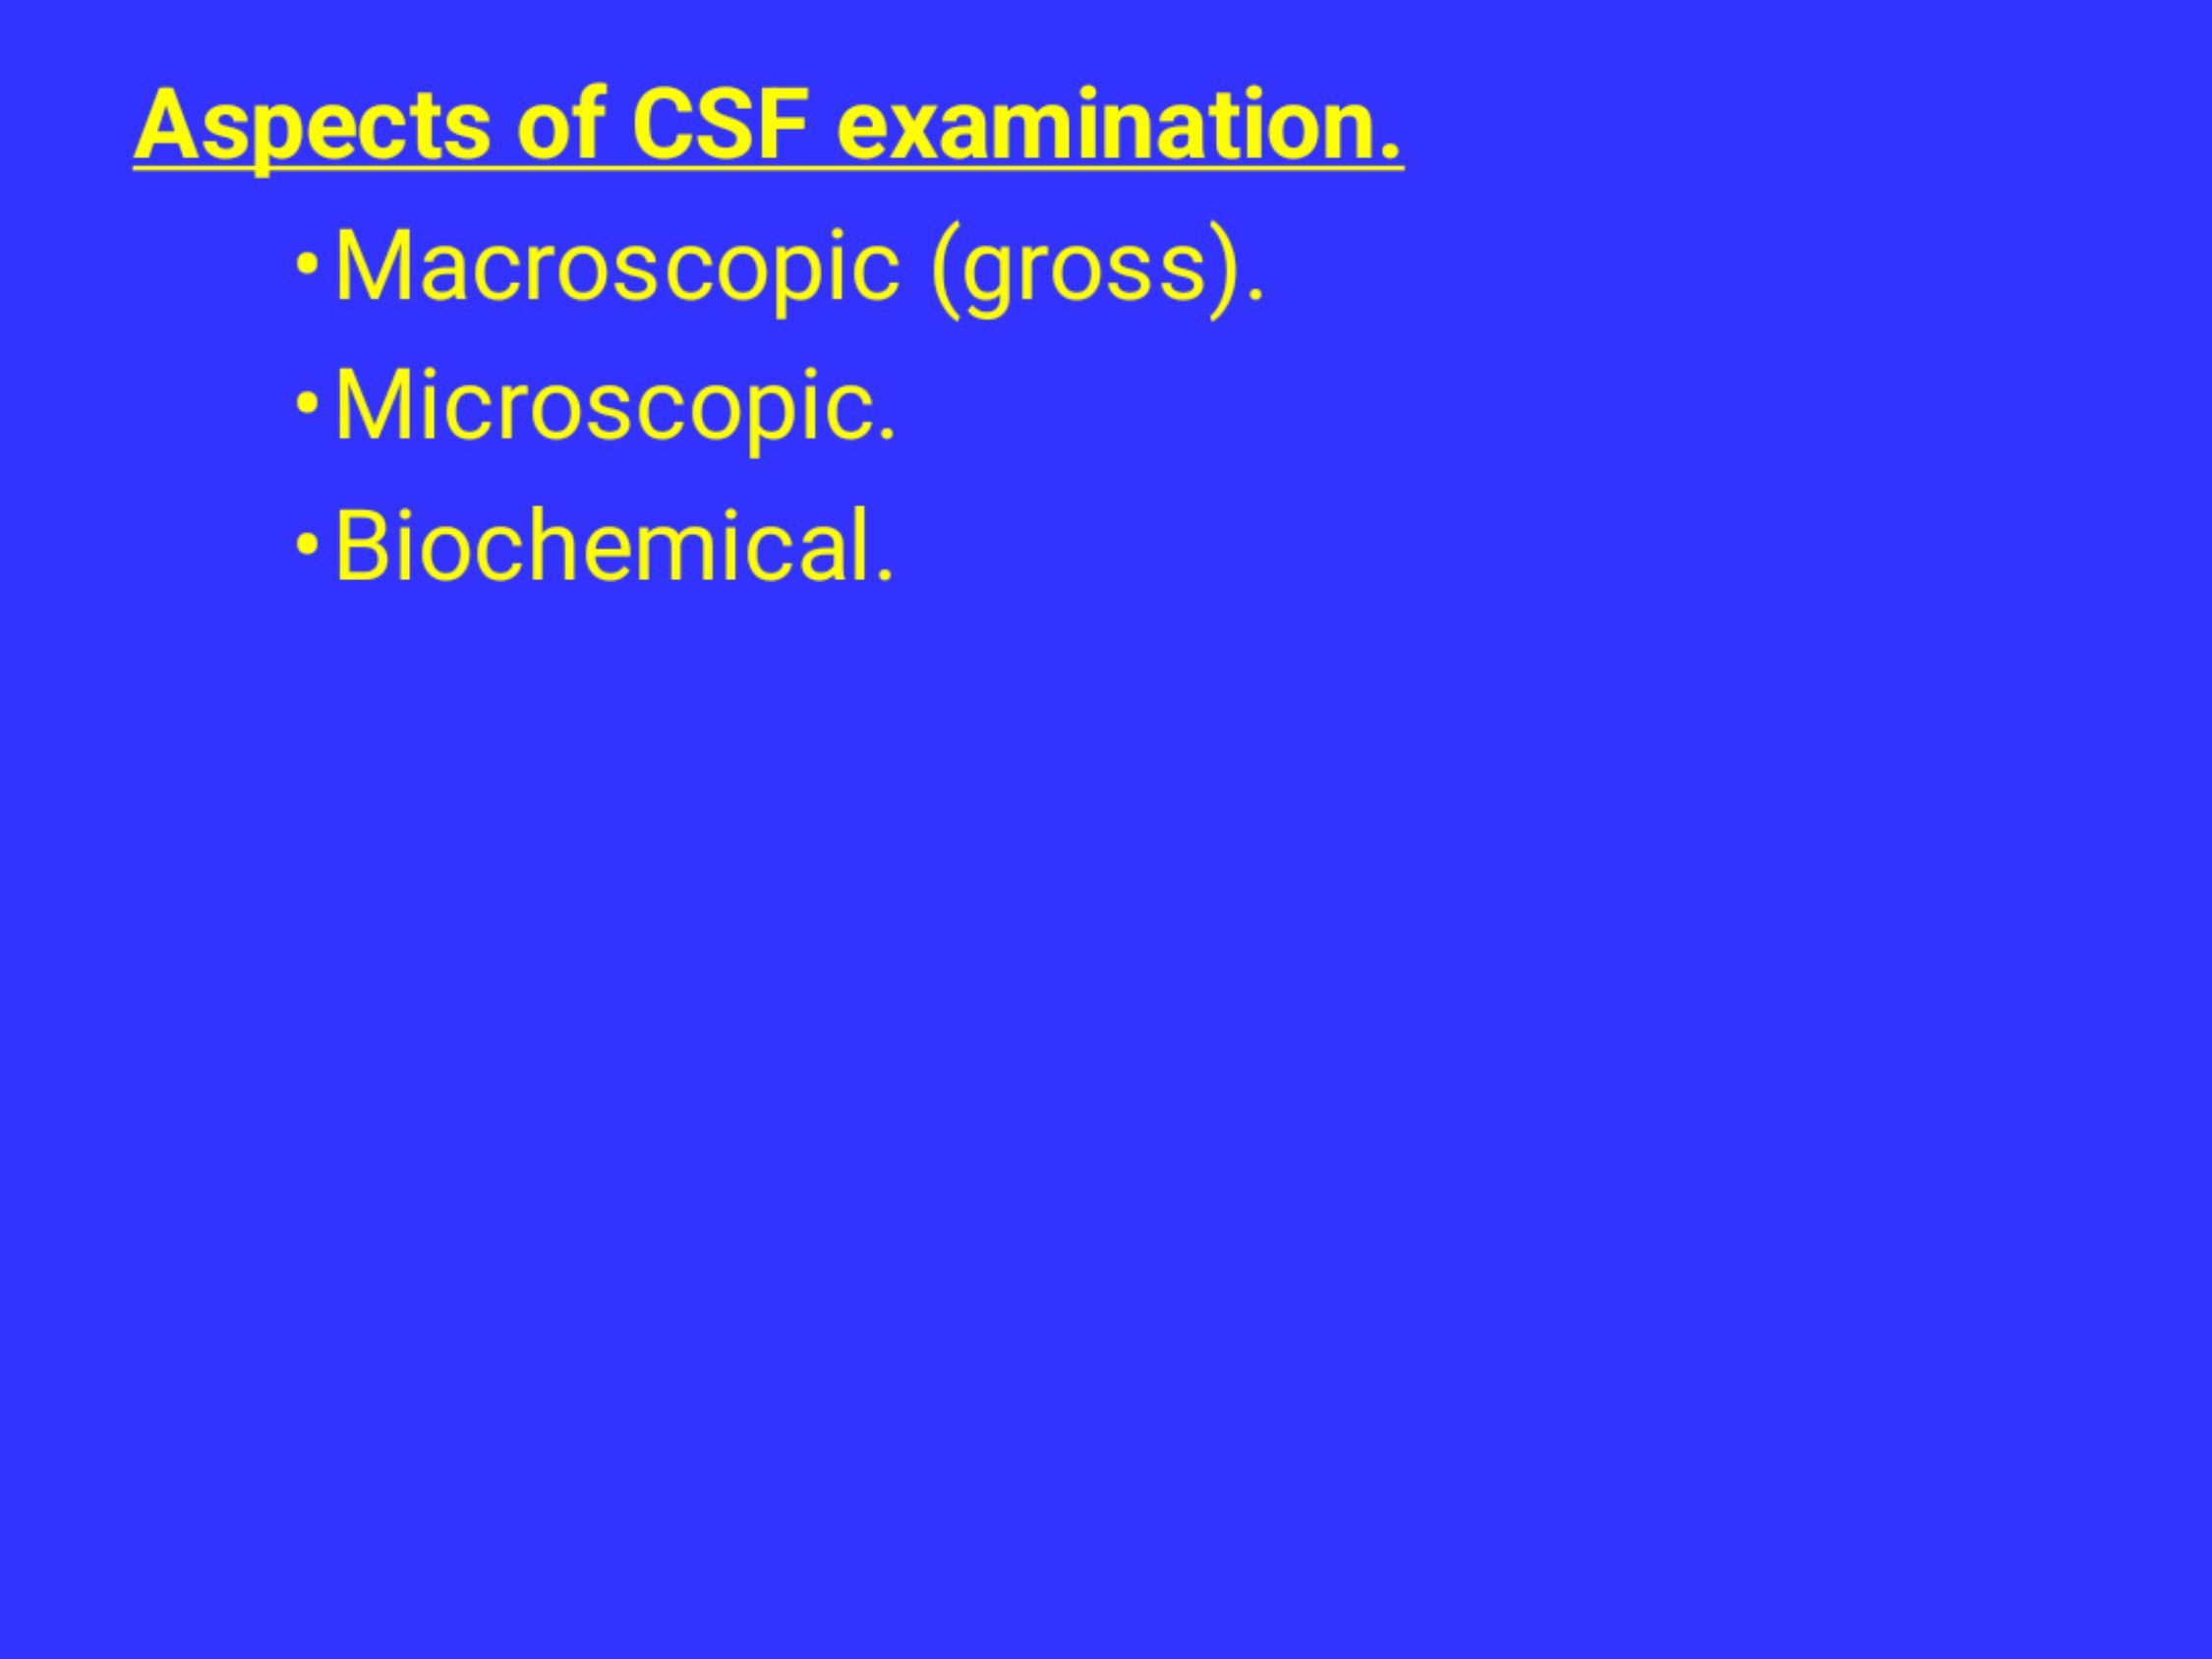 Aspects of CSF examination.
•Macroscopic (gross).
•Microscopic.
•Biochemical.